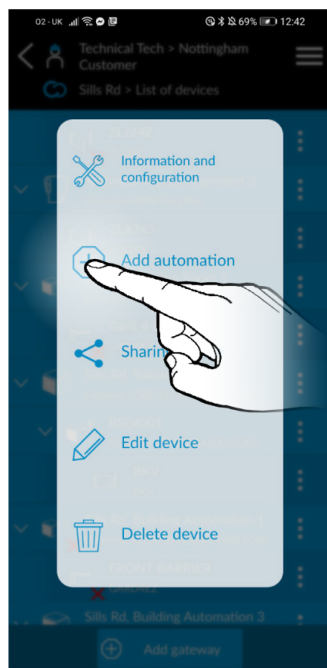 02 - UK 69% 12:42
Technical Tech > Nottingham
Customer
Sills Rd > List of devices
Information and
configuration
Add automation
Sharin
Edit device
Delete device
FRONT BARRIER
Sills Rd, Building Automation 3
Add gateway